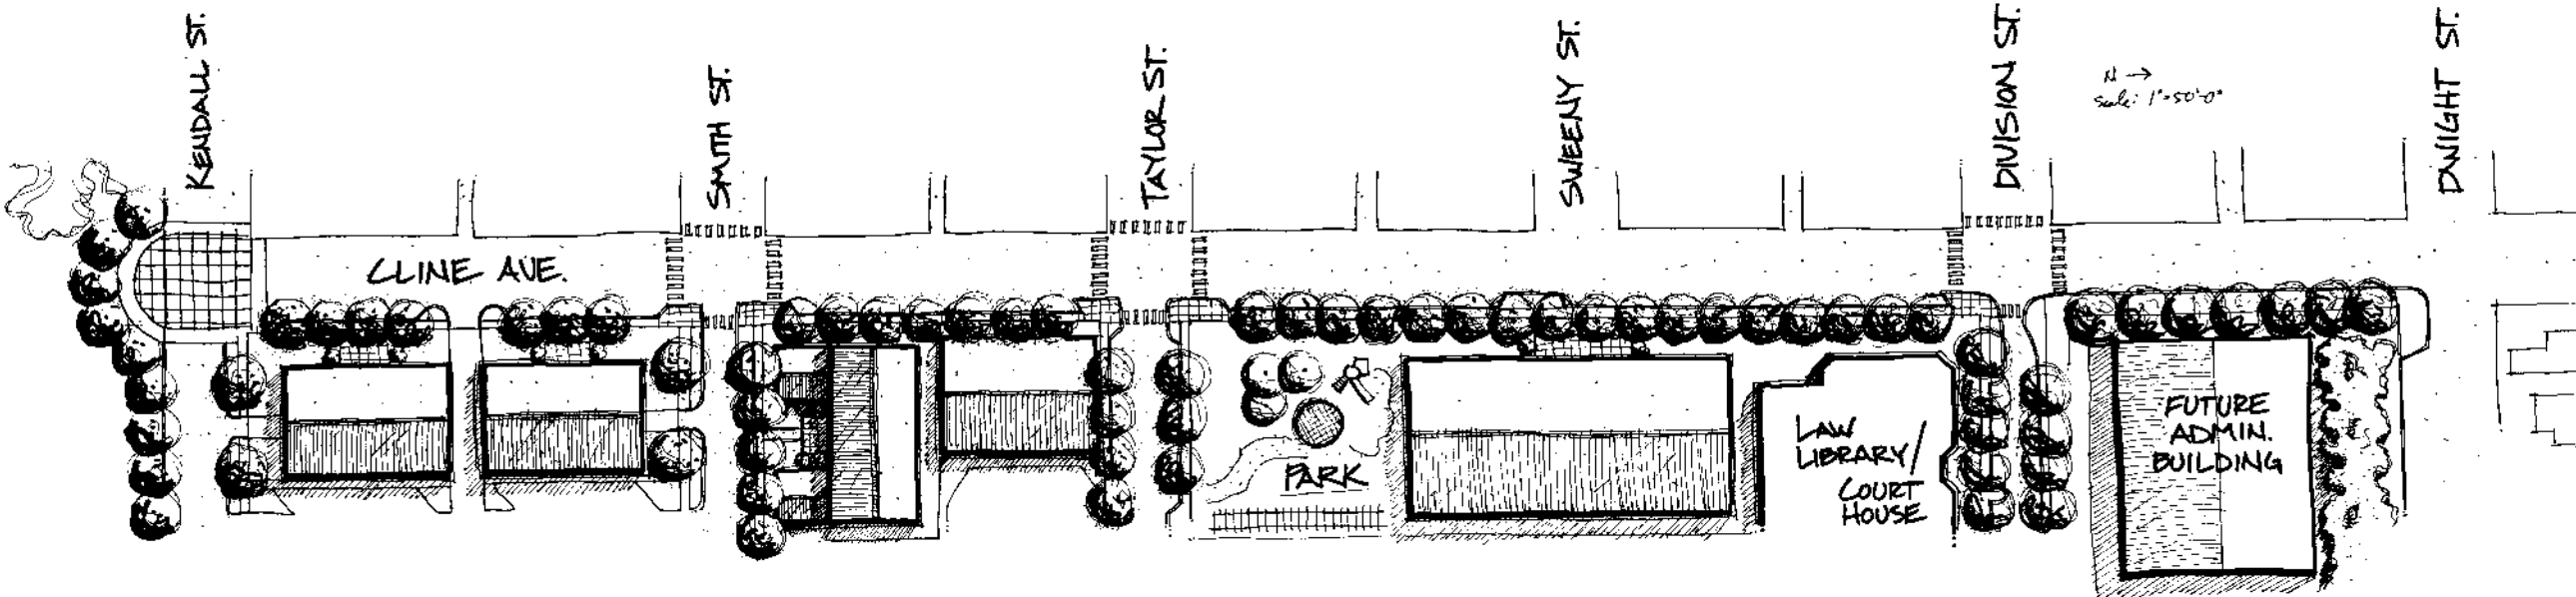 KENDALL ST.
SMITH ST.
TAYLOR ST.
SWEENY ST.
DIVISION ST.
DWIGHT ST.
N →
Scale: 1"=50'-0"
CLINE AVE.
PARK
LAW
LIBRARY/
COURT
HOUSE
FUTURE
ADMIN.
BUILDING